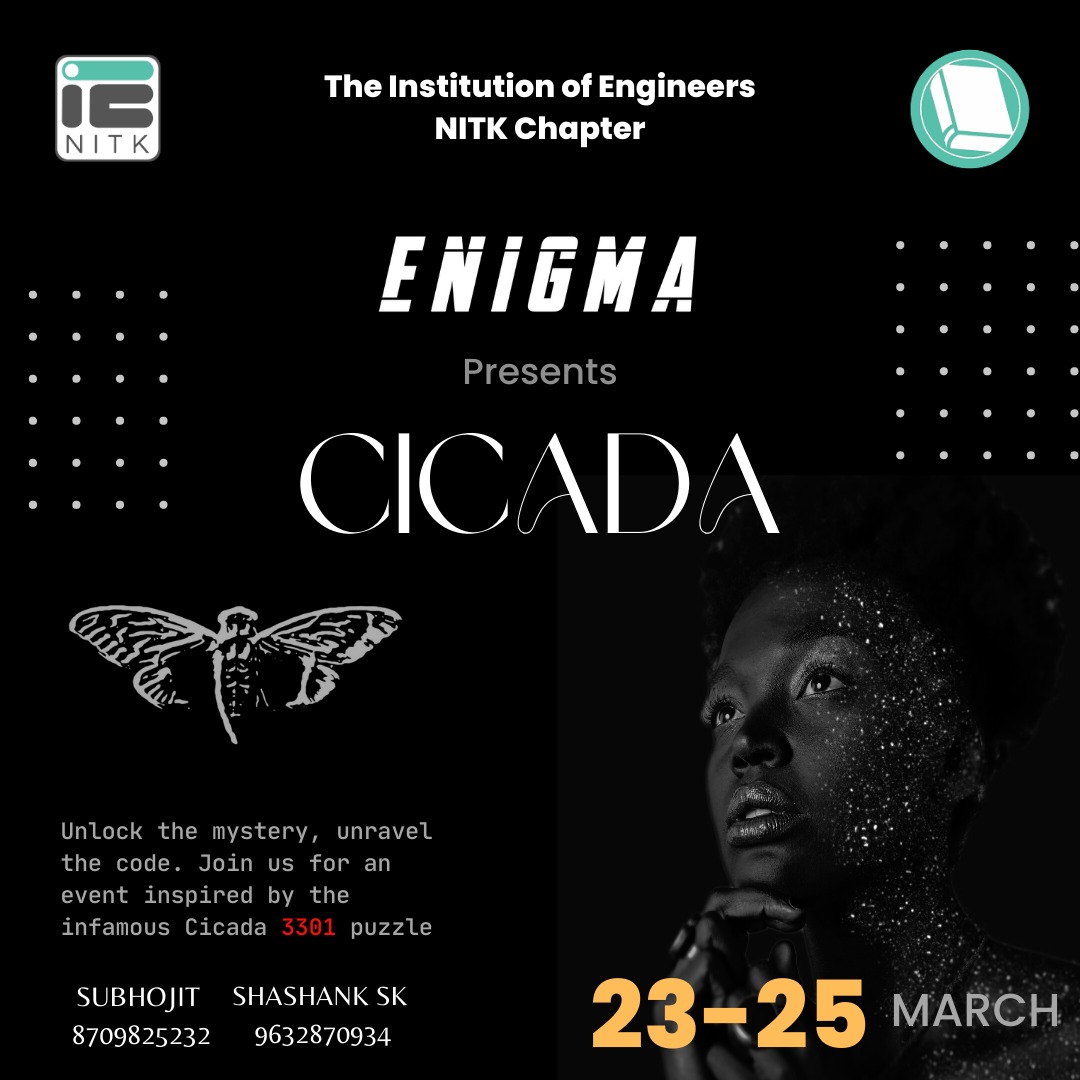 iE
NITK
The Institution of Engineers
NITK Chapter
ENIGMA
Presents
CICADA
Unlock the mystery, unravel
the code. Join us for an
event inspired by the
infamous Cicada 3301 puzzle
SUBHOJIT SHASHANK SK
8709825232 9632870934
23-25 MARCH